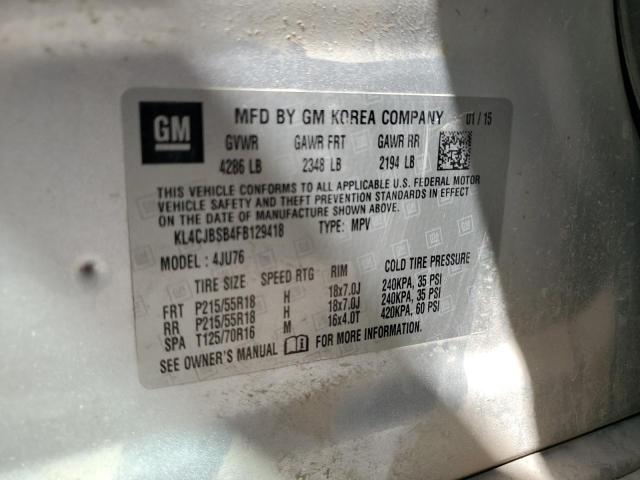 GM
MFD BY GM KOREA COMPANY 01 / 15
GVWR GAWR FRT GAWR RR
4286 LB 2348 LB 2194 LB
THIS VEHICLE CONFORMS TO ALL APPLICABLE U.S. FEDERAL MOTOR
VEHICLE SAFETY AND THEFT PREVENTION STANDARDS IN EFFECT
ON THE DATE OF MANUFACTURE SHOWN ABOVE.
KL4CJBSB4FB129418 TYPE: MPV
MODEL : 4JU76
TIRE SIZE SPEED RTG RIM COLD TIRE PRESSURE
FRT P215/55R18 H 18x7.0J 240KPA, 35 PSI
RR P215/55R18 H 18x7.0J 240KPA, 35 PSI
SPA T125/70R16 M 16x4.0T 420KPA, 60 PSI
SEE OWNER'S MANUAL FOR MORE INFORMATION.